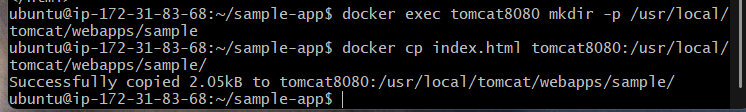 ubuntu@ip-172-31-83-68:~/sample-app$ docker exec tomcat8080 mkdir -p /usr/local/
tomcat/webapps/sample
ubuntu@ip-172-31-83-68:~/sample-app$ docker cp index.html tomcat8080:/usr/local/
tomcat/webapps/sample/
Successfully copied 2.05kB to tomcat8080:/usr/local/tomcat/webapps/sample/
ubuntu@ip-172-31-83-68:~/sample-app$